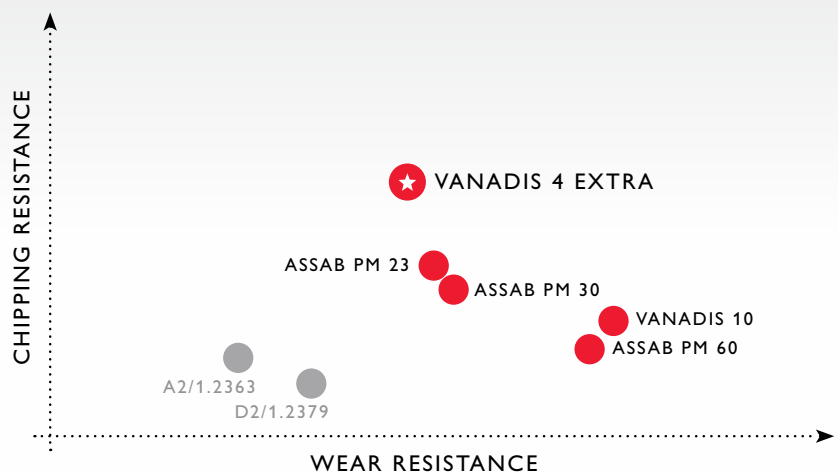 CHIPPING RESISTANCE
VANADIS 4 EXTRA
ASSAB PM 23
ASSAB PM 30
VANADIS 10
ASSAB PM 60
A2/1.2363
D2/1.2379
WEAR RESISTANCE